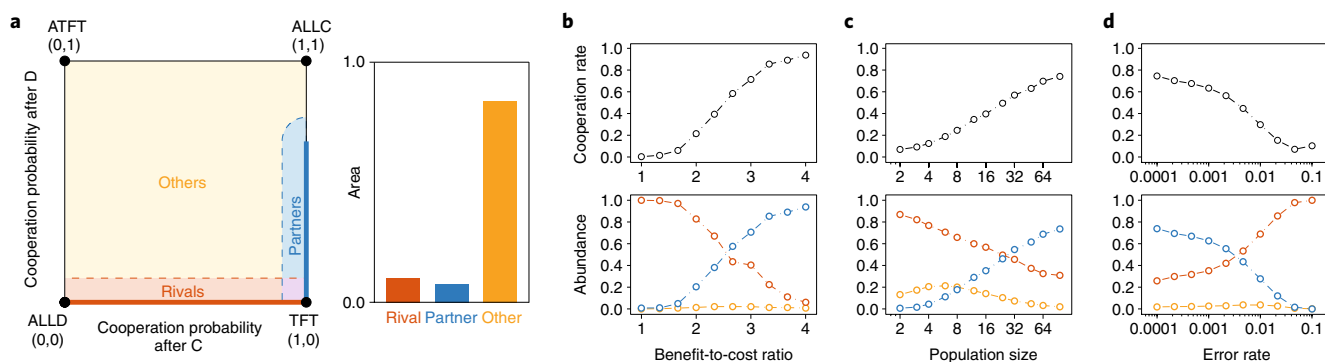 a
ATFT
(0,1)
ALLC
(1,1)
Cooperation probability after D
Others
Partners
Rivals
ALLD
(0,0)
Cooperation probability
after C
TFT
(1,0)
1.0
Area
0.0
Rival Partner Other
b
Cooperation rate
1.0
0.8
0.6
0.4
0.2
0.0
1 2 3 4
Abundance
1.0
0.8
0.6
0.4
0.2
0.0
1 2 3 4
Benefit-to-cost ratio
c
1.0
0.8
0.6
0.4
0.2
0.0
2 4 8 16 32 64
1.0
0.8
0.6
0.4
0.2
0.0
2 4 8 16 32 64
Population size
d
1.0
0.8
0.6
0.4
0.2
0.0
0.0001 0.001 0.01 0.1
1.0
0.8
0.6
0.4
0.2
0.0
0.0001 0.001 0.01 0.1
Error rate